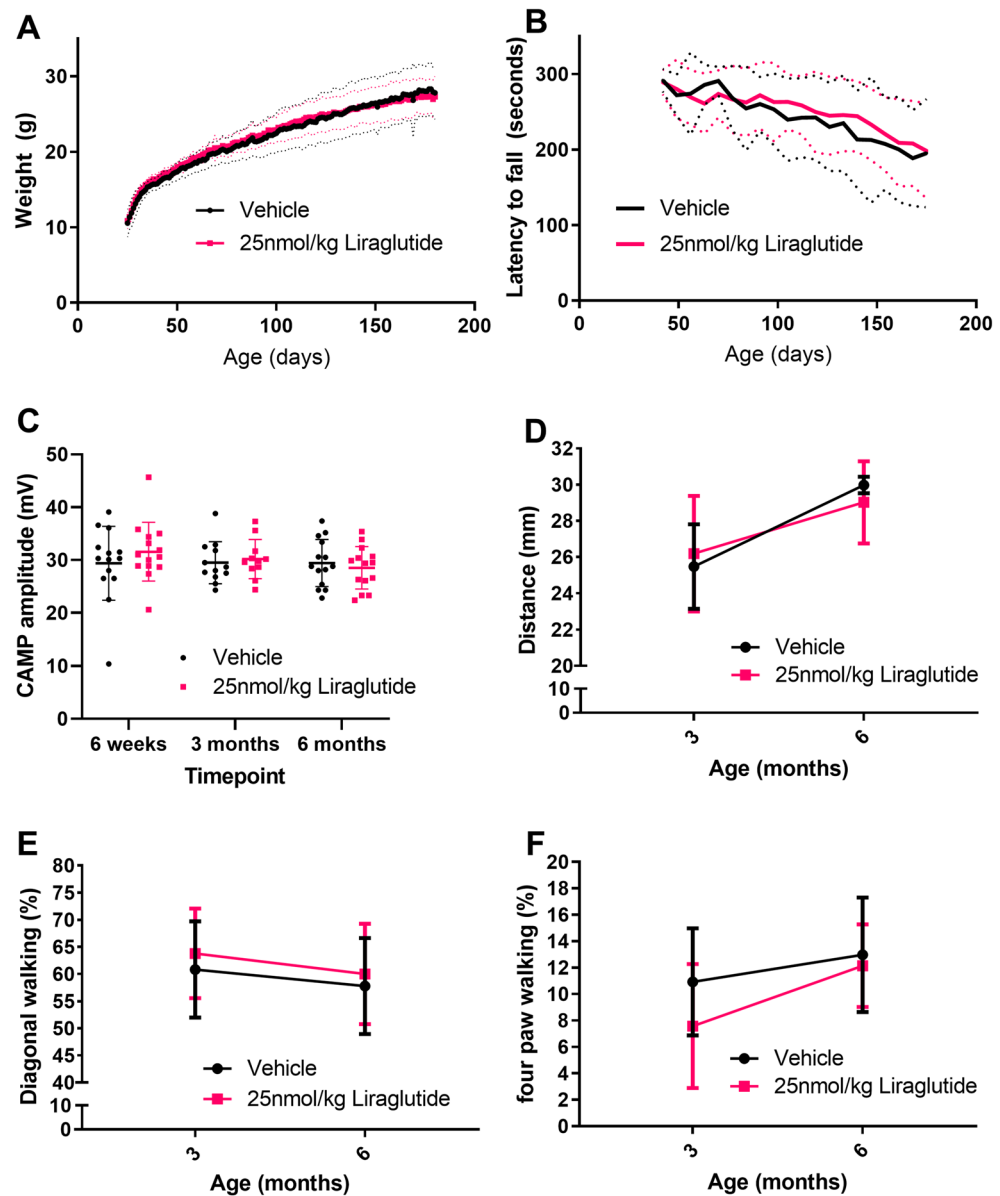 A
Weight (g)
30
20
10
0
Vehicle
25nmol/kg Liraglutide
0 50 100 150 200
Age (days)
B
Latency to fall (seconds)
300
200
100
0
Vehicle
25nmol/kg Liraglutide
0 50 100 150 200
Age (days)
C
CAMP amplitude (mV)
50
40
30
20
10
0
Vehicle
25nmol/kg Liraglutide
6 weeks 3 months 6 months
Timepoint
D
Distance (mm)
32
30
28
26
24
22
20
10
0
Vehicle
25nmol/kg Liraglutide
3 6
Age (months)
E
Diagonal walking (%)
80
75
70
65
60
55
50
45
40
10
0
Vehicle
25nmol/kg Liraglutide
3 6
Age (months)
F
four paw walking (%)
20
18
16
14
12
10
8
6
4
2
0
Vehicle
25nmol/kg Liraglutide
3 6
Age (months)